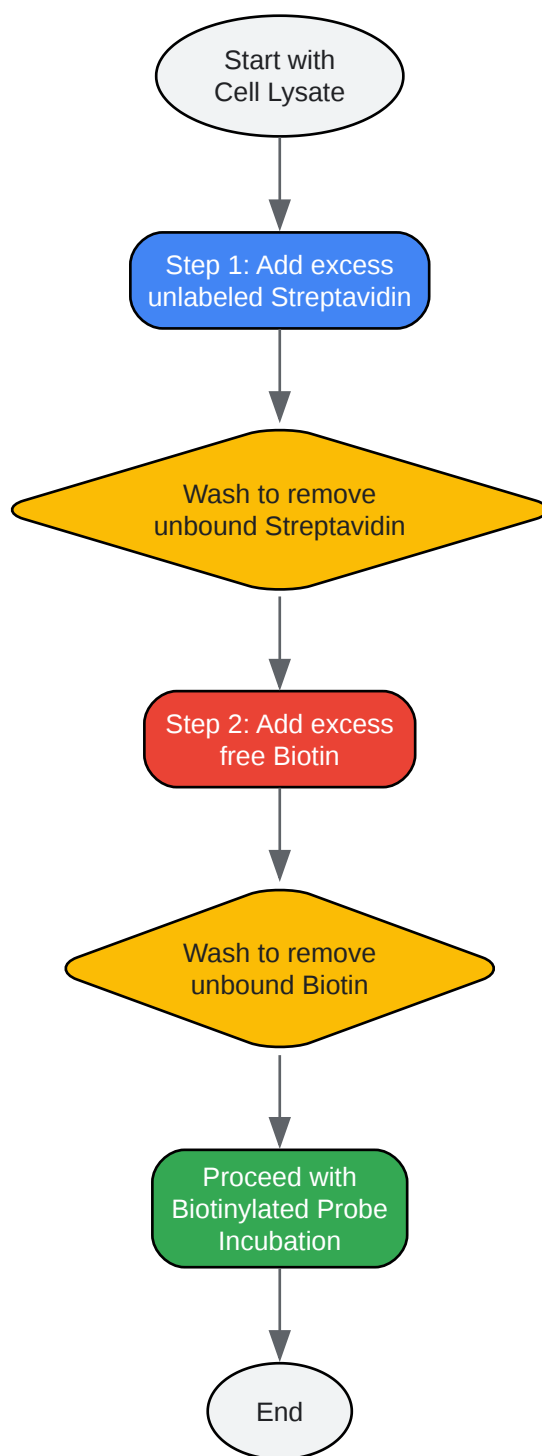 Start with
Cell Lysate
Step 1: Add excess
unlabeled Streptavidin
Wash to remove
unbound Streptavidin
Step 2: Add excess
free Biotin
Wash to remove
unbound Biotin
Proceed with
Biotinylated Probe
Incubation
End